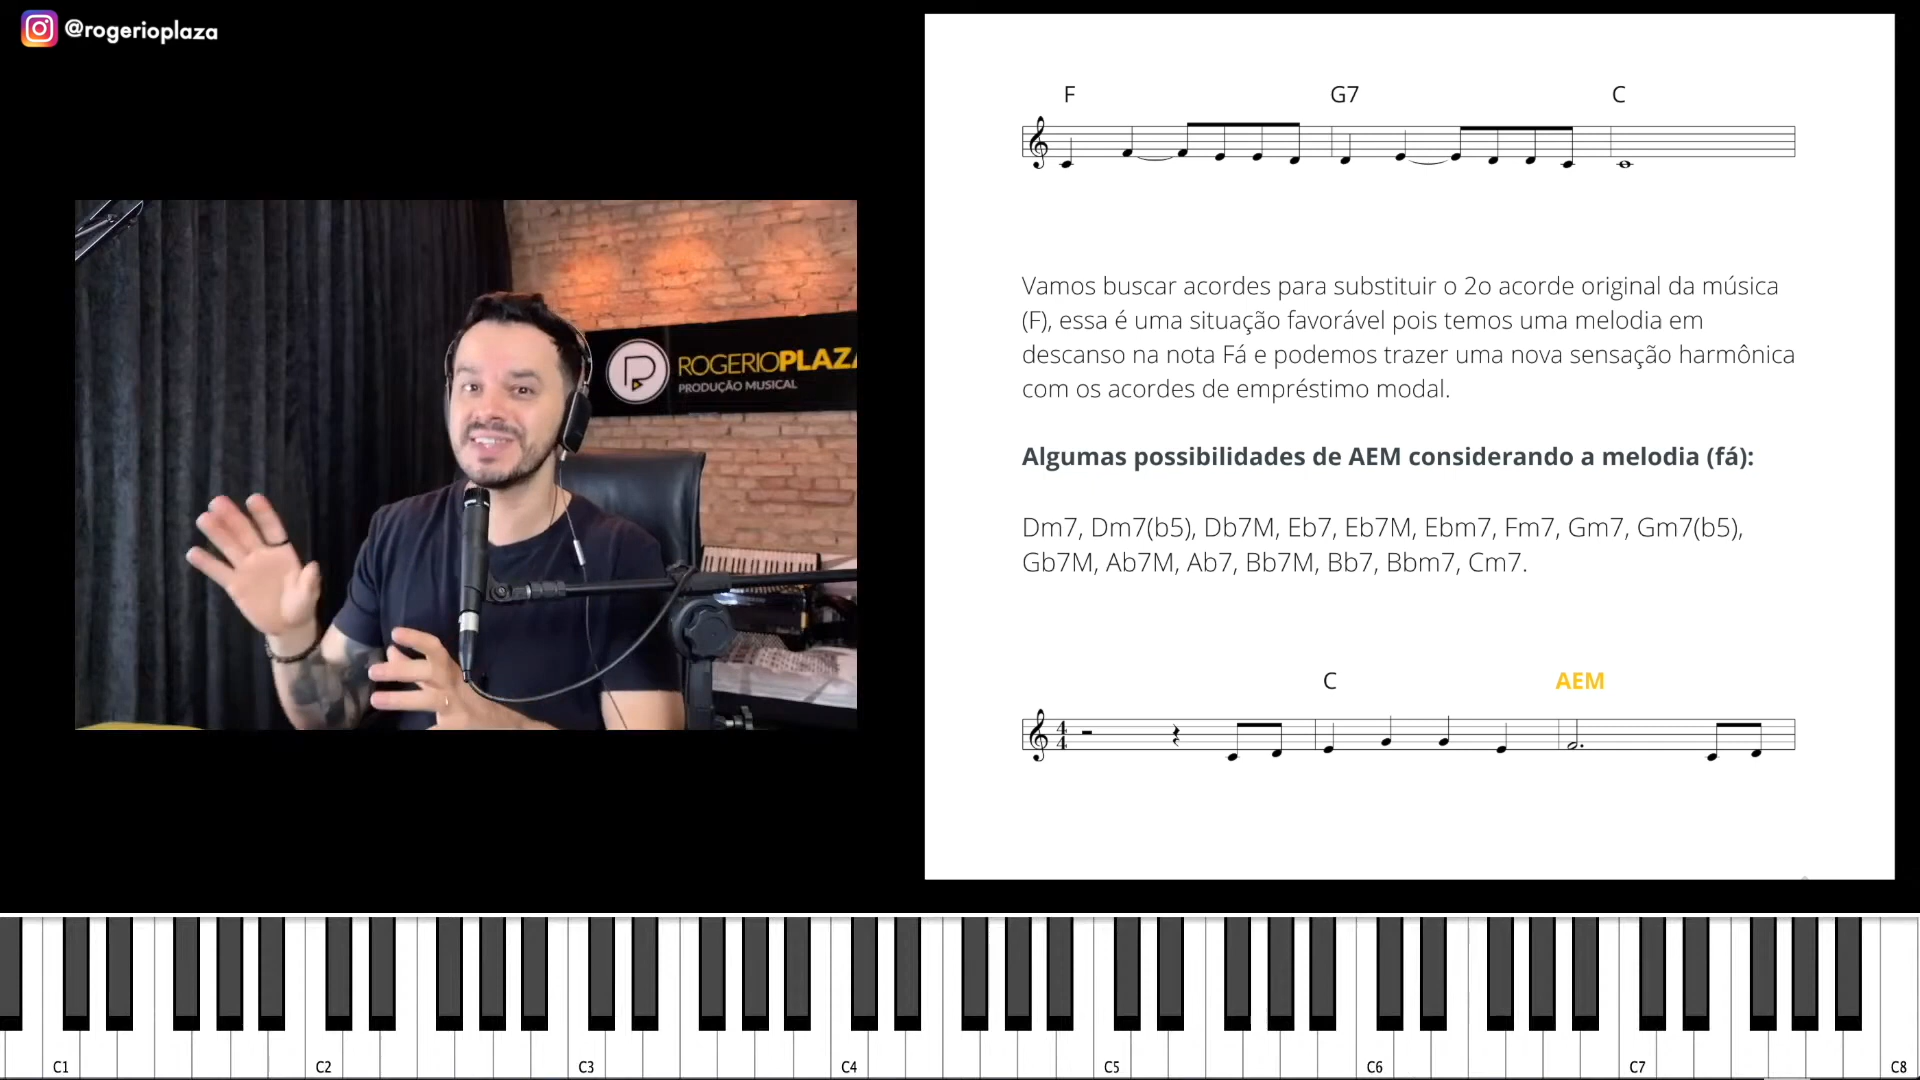 @rogerioplaza
F G7 C
ROGERIOPLAZA
PRODUÇÃO MUSICAL
Vamos buscar acordes para substituir o 2o acorde original da música
(F), essa é uma situação favorável pois temos uma melodia em
descanso na nota Fá e podemos trazer uma nova sensação harmônica
com os acordes de empréstimo modal.
Algumas possibilidades de AEM considerando a melodia (fá):
Dm7, Dm7(b5), Db7M, Eb7, Eb7M, Ebm7, Fm7, Gm7, Gm7(b5),
Gb7M, Ab7M, Ab7, Bb7M, Bb7, Bbm7, Cm7.
C AEM
4
4
C1 C2 C3 C4 C5 C6 C7 C8